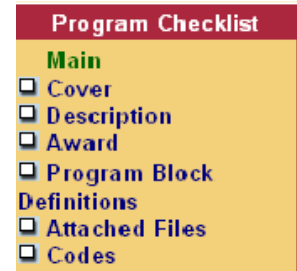 Program Checklist
Main
Cover
Description
Award
Program Block
Definitions
Attached Files
Codes